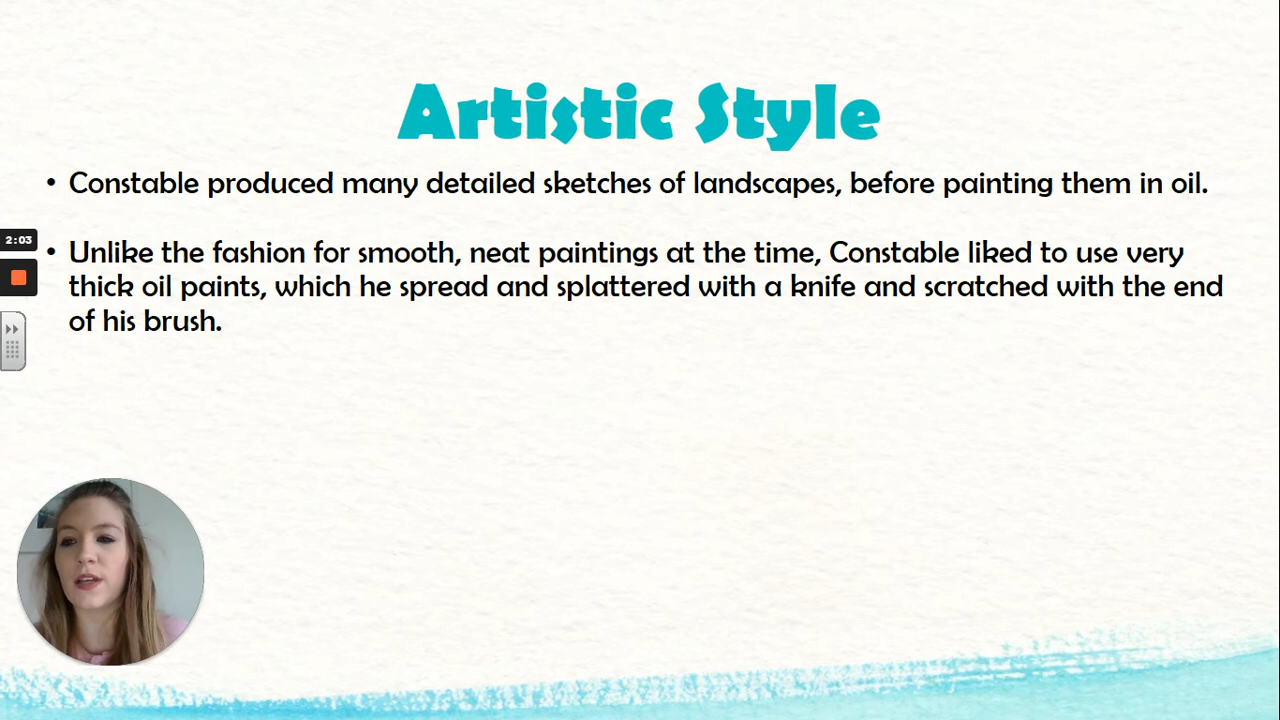 Artistic Style
• Constable produced many detailed sketches of landscapes, before painting them in oil.
2:03
• Unlike the fashion for smooth, neat paintings at the time, Constable liked to use very
thick oil paints, which he spread and splattered with a knife and scratched with the end
of his brush.